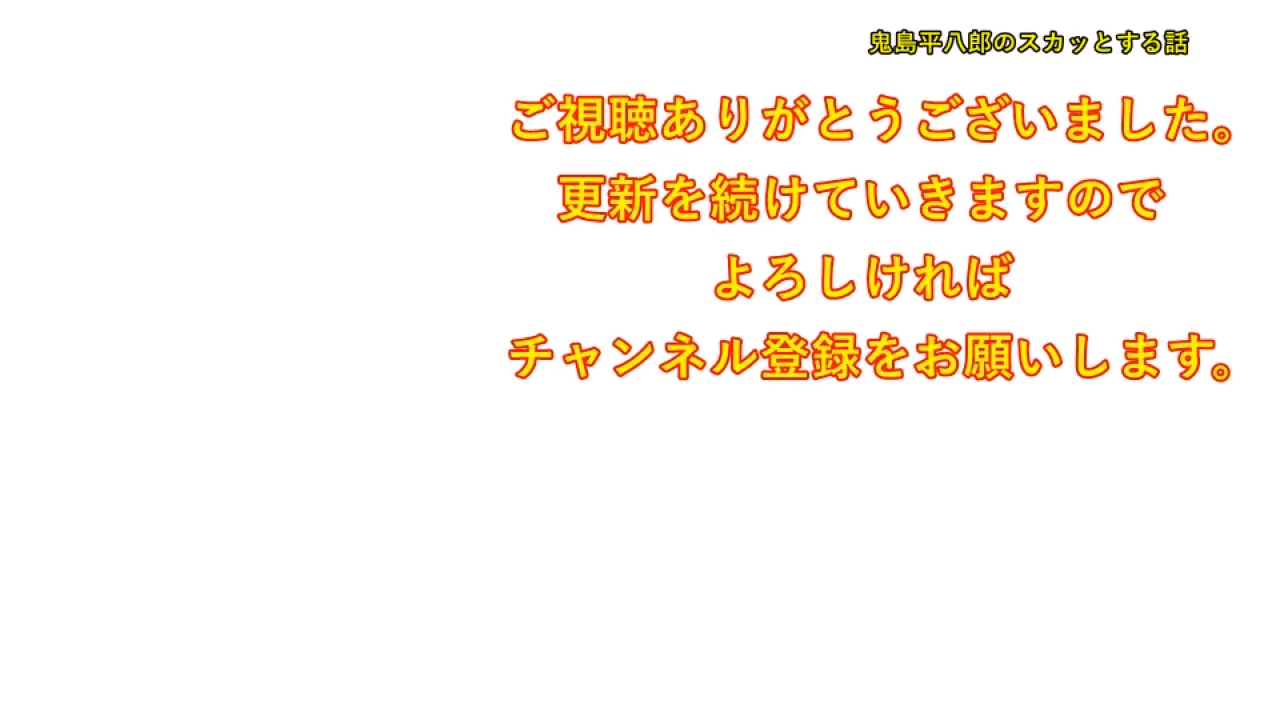 鬼島平八郎のスカッとする話
ご視聴ありがとうございました。
更新を続けていきますので
よろしければ
チャンネル登録をお願いします。